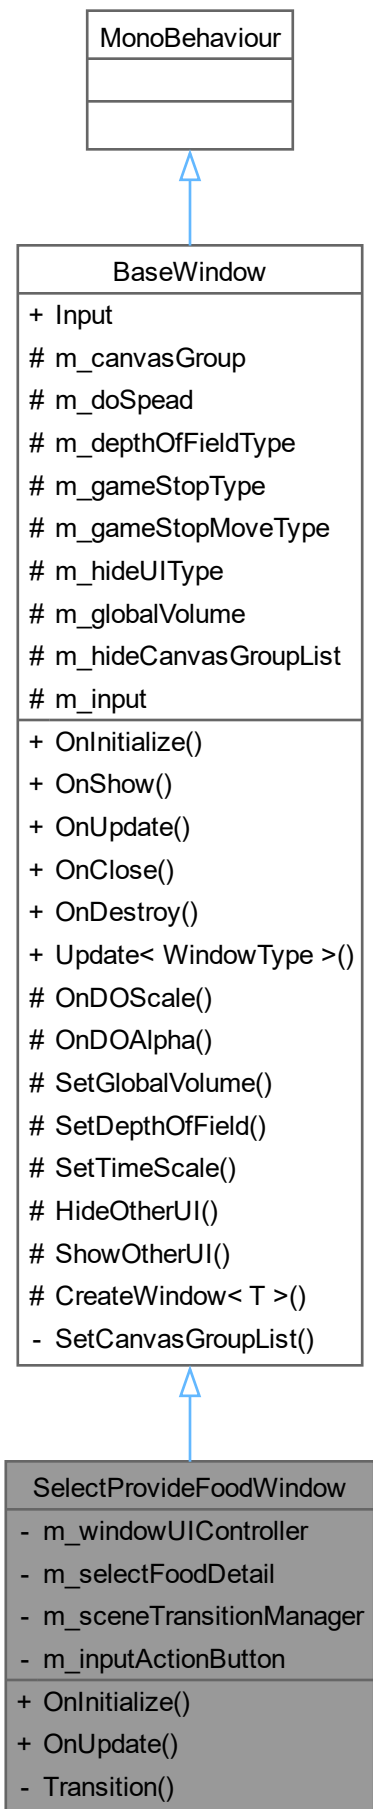 MonoBehaviour
BaseWindow
+ Input
# m_canvasGroup
# m_doSpead
# m_depthOfFieldType
# m_gameStopType
# m_gameStopMoveType
# m_hideUIType
# m_globalVolume
# m_hideCanvasGroupList
# m_input
+ OnInitialize()
+ OnShow()
+ OnUpdate()
+ OnClose()
+ OnDestroy()
+ Update< WindowType >()
# OnDOScale()
# OnDOAlpha()
# SetGlobalVolume()
# SetDepthOfField()
# SetTimeScale()
# HideOtherUI()
# ShowOtherUI()
# CreateWindow< T >()
- SetCanvasGroupList()
SelectProvideFoodWindow
- m_windowUIController
- m_selectFoodDetail
- m_sceneTransitionManager
- m_inputActionButton
+ OnInitialize()
+ OnUpdate()
- Transition()